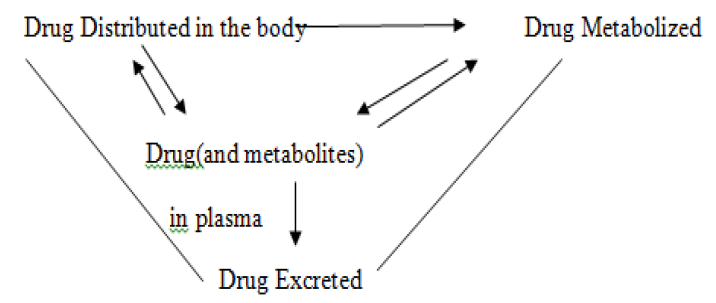 Drug Distributed in the body
Drug Metabolized
Drug(and metabolites)
in plasma
Drug Excreted